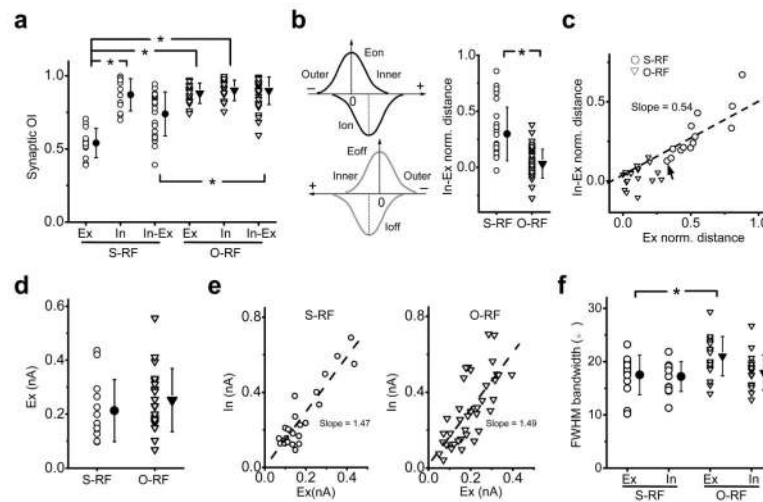 a
*
*
*
1.0
0.5
0.0
Synaptic OI
*
Ex In In-Ex Ex In In-Ex
S-RF O-RF
b
Eon
Outer Inner
− +
0
Ion
Eoff
Inner Outer
+ −
0
Ioff
*
1.0
0.5
0.0
In-Ex norm. distance
S-RF O-RF
c
S-RF
O-RF
Slope = 0.54
0.5
0.0
In-Ex norm. distance
0.0 0.5 1.0
Ex norm. distance
d
0.6
0.4
0.2
0.0
Ex (nA)
S-RF O-RF
e
S-RF
0.8
0.4
0.0
In (nA)
Slope = 1.47
0.0 0.2 0.4
Ex(nA)
O-RF
0.8
0.4
0.0
In (nA)
Slope = 1.49
0.0 0.2 0.4
Ex(nA)
f
*
30
20
10
0
FWHM bandwidth (
Ex In Ex In
S-RF O-RF